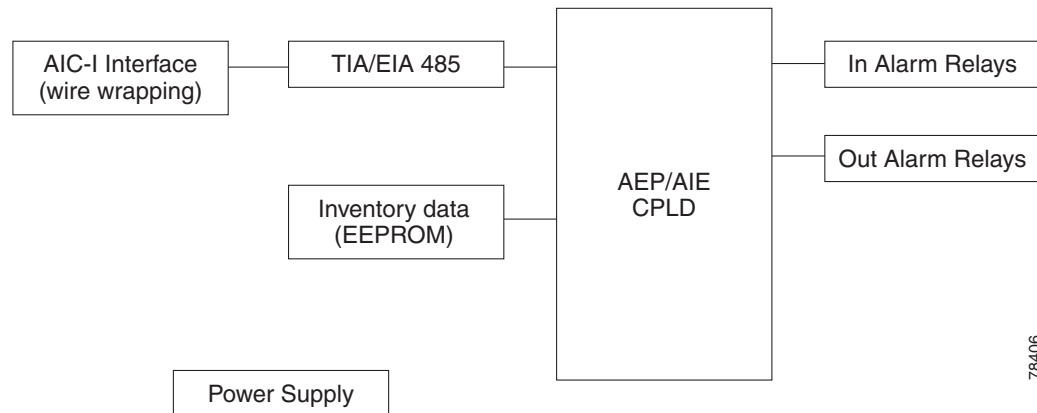 AIC-I Interface
(wire wrapping)
TIA/EIA 485
In Alarm Relays
Out Alarm Relays
AEP/AIE
CPLD
Inventory data
(EEPROM)
Power Supply
78406